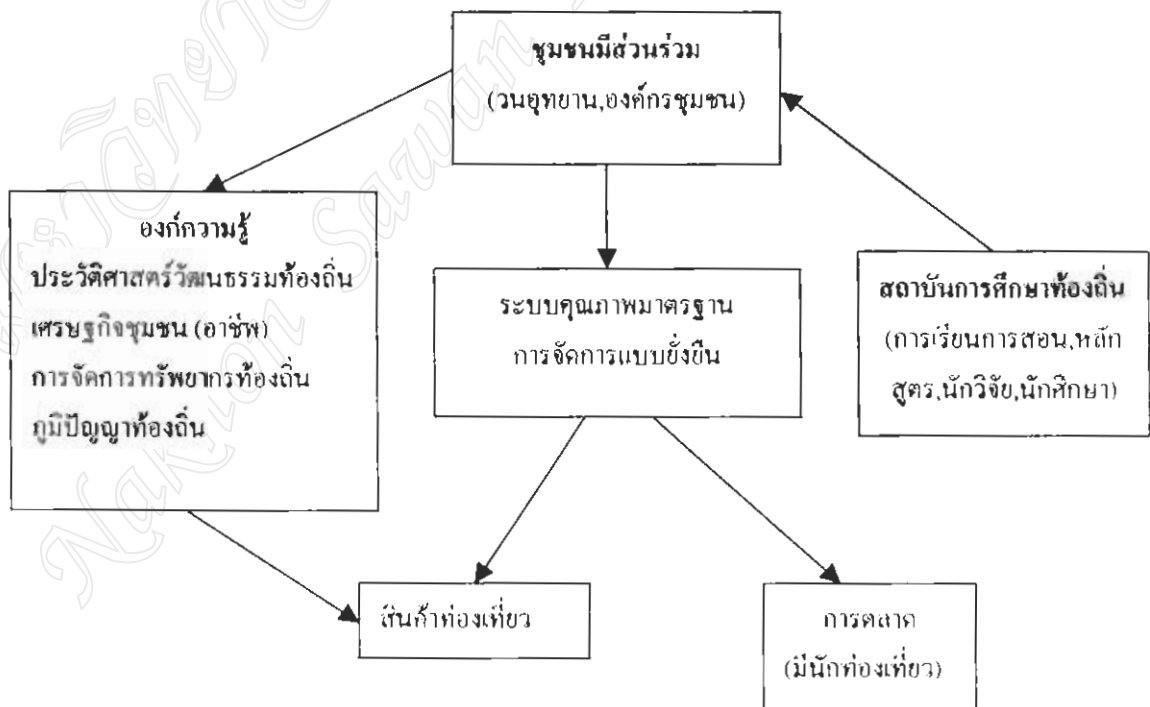 ชุมชนมีส่วนร่วม
(วนอุทยาน,องค์กรชุมชน)
องค์ความรู้
ประวัติศาสตร์วัฒนธรรมท้องถิ่น
เศรษฐกิจชุมชน (อาชีพ)
การจัดการทรัพยากรท้องถิ่น
ภูมิปัญญาท้องถิ่น
ระบบคุณภาพมาตรฐาน
การจัดการแบบยั่งยืน
สถาบันการศึกษาท้องถิ่น
(การเรียนการสอน,หลัก
สูตร,นักวิจัย,นักศึกษา)
สินค้าท่องเที่ยว
การตลาด
(มีนักท่องเที่ยว)
Nakhon Sawan